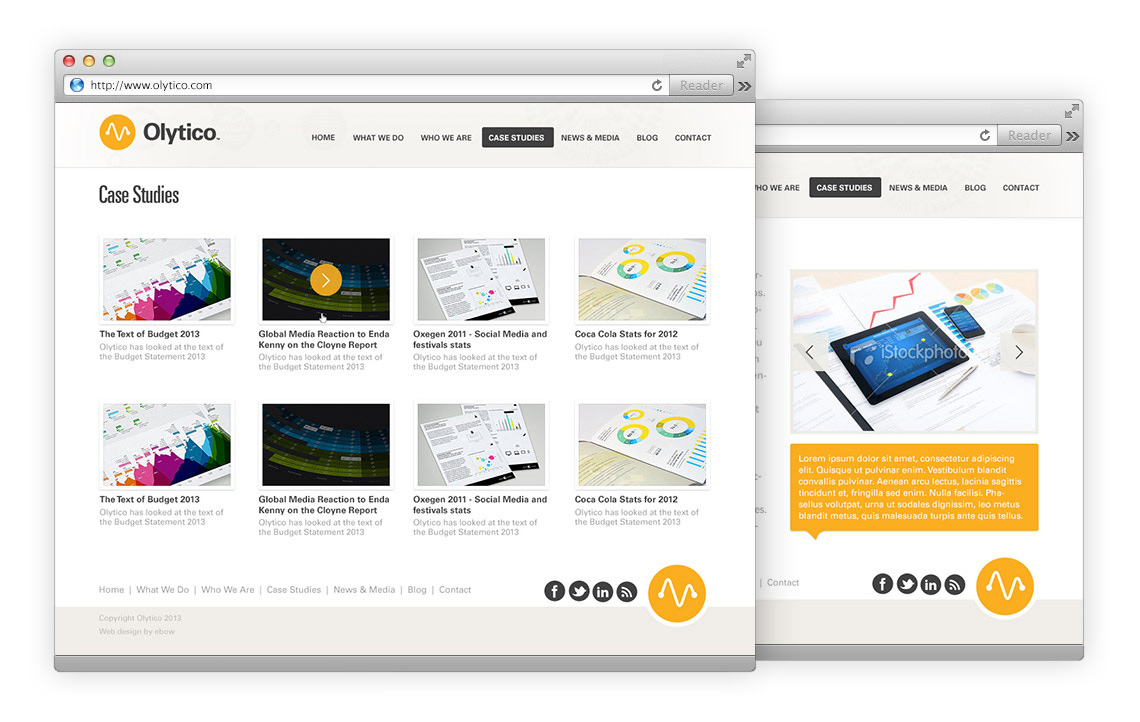 http://www.olytico.com
Reader
Olytico
HOME
WHAT WE DO
WHO WE ARE
CASE STUDIES
NEWS & MEDIA
BLOG
CONTACT
Case Studies
The Text of Budget 2013
Olytico has looked at the text of
the Budget Statement 2013
Global Media Reaction to Enda
Kenny on the Cloyne Report
Olytico has looked at the text of
the Budget Statement 2013
Oxegen 2011 - Social Media and
festivals stats
Olytico has looked at the text of
the Budget Statement 2013
Coca Cola Stats for 2012
Olytico has looked at the text of
the Budget Statement 2013
The Text of Budget 2013
Olytico has looked at the text of
the Budget Statement 2013
Global Media Reaction to Enda
Kenny on the Cloyne Report
Olytico has looked at the text of
the Budget Statement 2013
Oxegen 2011 - Social Media and
festivals stats
Olytico has looked at the text of
the Budget Statement 2013
Coca Cola Stats for 2012
Olytico has looked at the text of
the Budget Statement 2013
Home | What We Do | Who We Are | Case Studies | News & Media | Blog | Contact
Copyright Olytico 2013
Web design by ebow
Reader
WHO WE ARE
CASE STUDIES
NEWS & MEDIA
BLOG
CONTACT
iStockphoto
Lorem ipsum dolor sit amet, consectetur adipiscing
elit. Quisque ut pulvinar enim. Vestibulum blandit
convallis pulvinar. Aenean arcu lectus, lacinia sagittis
tincidunt et, fringilla sed enim. Nulla facilisi. Pha-
sellus volutpat, urna ut sodales dignissim, leo metus
blandit metus, quis malesuada turpis ante quis tellus.
| Contact